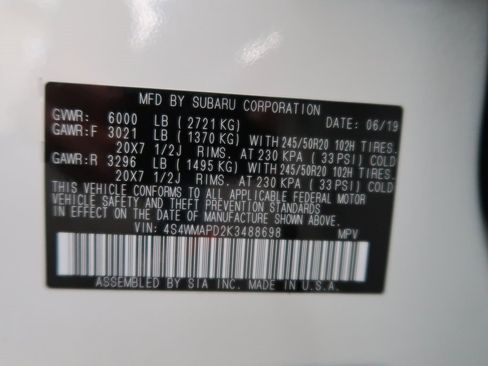 MFD BY SUBARU CORPORATION
GVWR: 6000 LB (2721 KG) DATE: 06/19
GAWR:F 3021 LB (1370 KG) WITH 245/50R20 102H TIRES.
20X7 1/2J RIMS. AT 230 KPA (33 PSI) COLD
GAWR:R 3296 LB (1495 KG) WITH 245/50R20 102H TIRES.
20X7 1/2J RIMS. AT 230 KPA (33 PSI) COLD
THIS VEHICLE CONFORMS TO ALL APPLICABLE FEDERAL MOTOR
VEHICLE SAFETY AND THEFT PREVENTION STANDARDS
IN EFFECT ON THE DATE OF MANUFACTURE SHOWN ABOVE.
VIN: 4S4WMAPD2K3488698 MPV
ASSEMBLED BY SIA INC. MADE IN U.S.A.